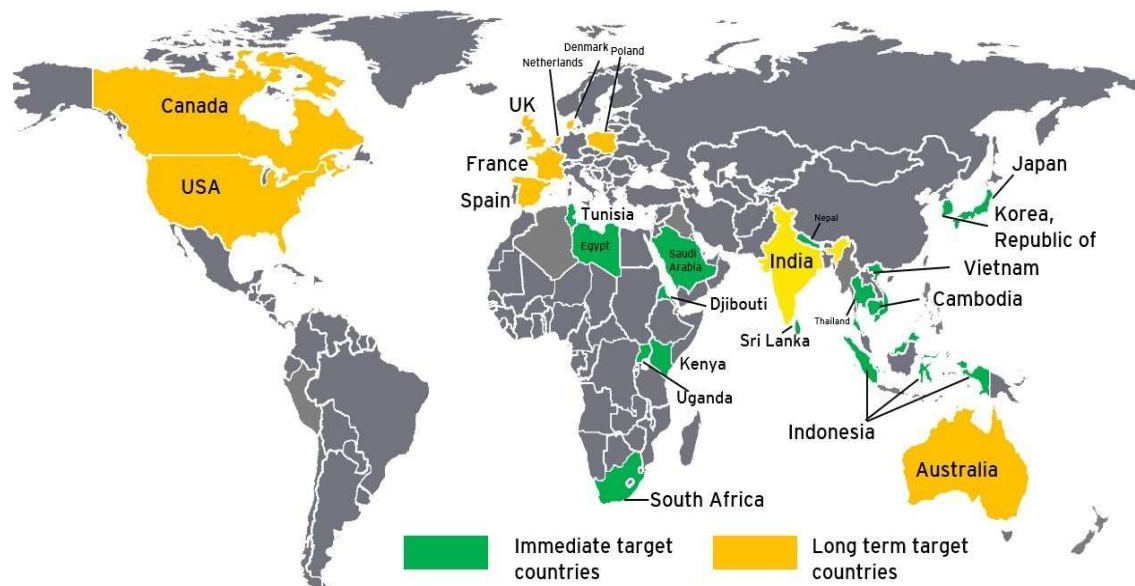 Denmark
Poland
Netherlands
Canada
UK
USA
France
Spain
Tunisia
Egypt
Saudi
Arabia
Djibouti
Kenya
Uganda
South Africa
Nepal
India
Sri Lanka
Thailand
Japan
Korea,
Republic of
Vietnam
Cambodia
Indonesia
Australia
Immediate target
countries
Long term target
countries